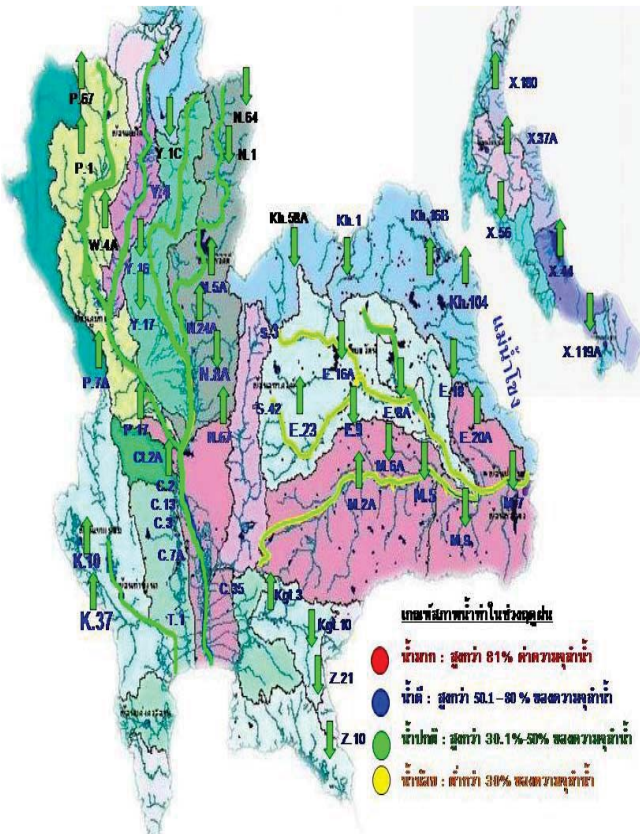 P.67
N.64
Y.1C
N.1
P.1
W.4A
Y.16
N.5A
Y.17
N.24A
P.7A
N.8A
P.17
N.67
CL.2A
C.2
C.13
C.3
C.7A
K.10
K.37
T.1
C.35
Kgt.3
Kgt.10
Z.21
Z.10
Kh.58A
Kh.1
Kh.16B
Kh.104
S.3
S.42
E.16A
E.23
E.9
E.8A
E.18
E.20A
M.6A
M.2A
M.5
M.9
M.7
แม่น้ำโขง
X.180
X.37A
X.56
X.44
X.119A
เกณฑ์สภาพน้ำท่าในช่วงฤดูฝน
น้ำมาก : สูงกว่า 81% ค่าความจุลำน้ำ
น้ำดี : สูงกว่า 50.1-80 % ของความจุลำน้ำ
น้ำปกติ : สูงกว่า 30.1%-50% ของความจุลำน้ำ
น้ำน้อย : ต่ำกว่า 30% ของความจุลำน้ำ